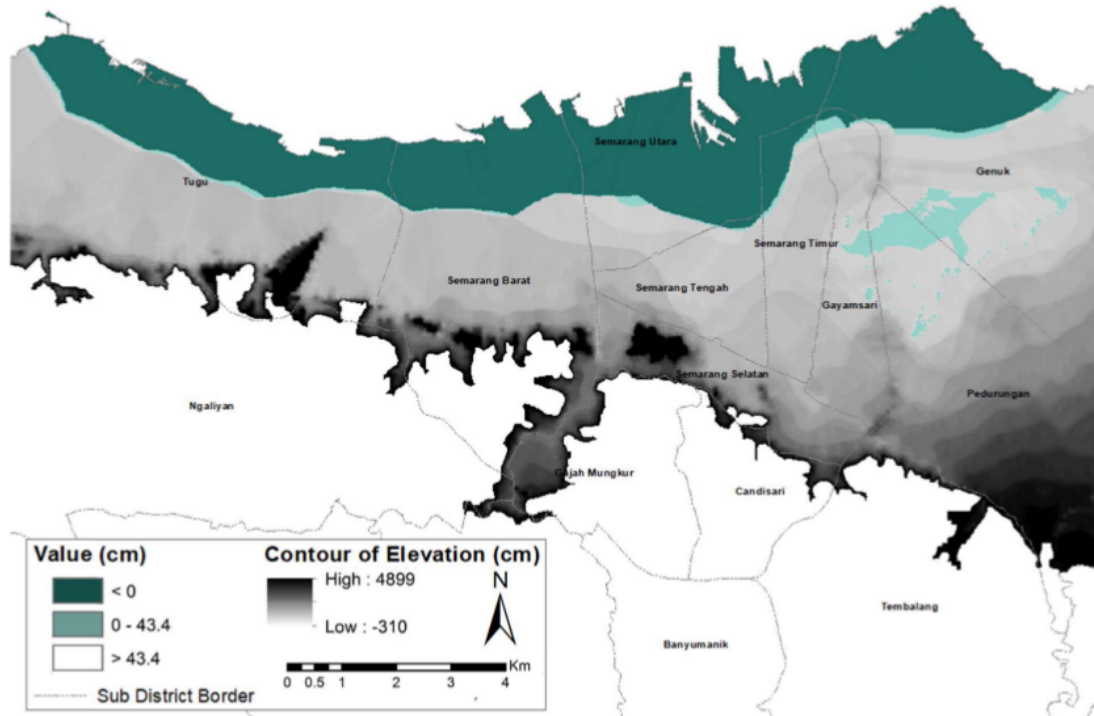 Semarang Utara
Genuk
Tugu
Semarang Timur
Semarang Barat
Semarang Tengah
Gayamsari
Semarang Selatan
Pedurungan
Ngaliyan
Gajah Mungkur
Candisari
Tembalang
Banyumanik
Value (cm)
< 0
0 - 43.4
> 43.4
Sub District Border
Contour of Elevation (cm)
High : 4899
Low : -310
N
Km
0 0.5 1 2 3 4